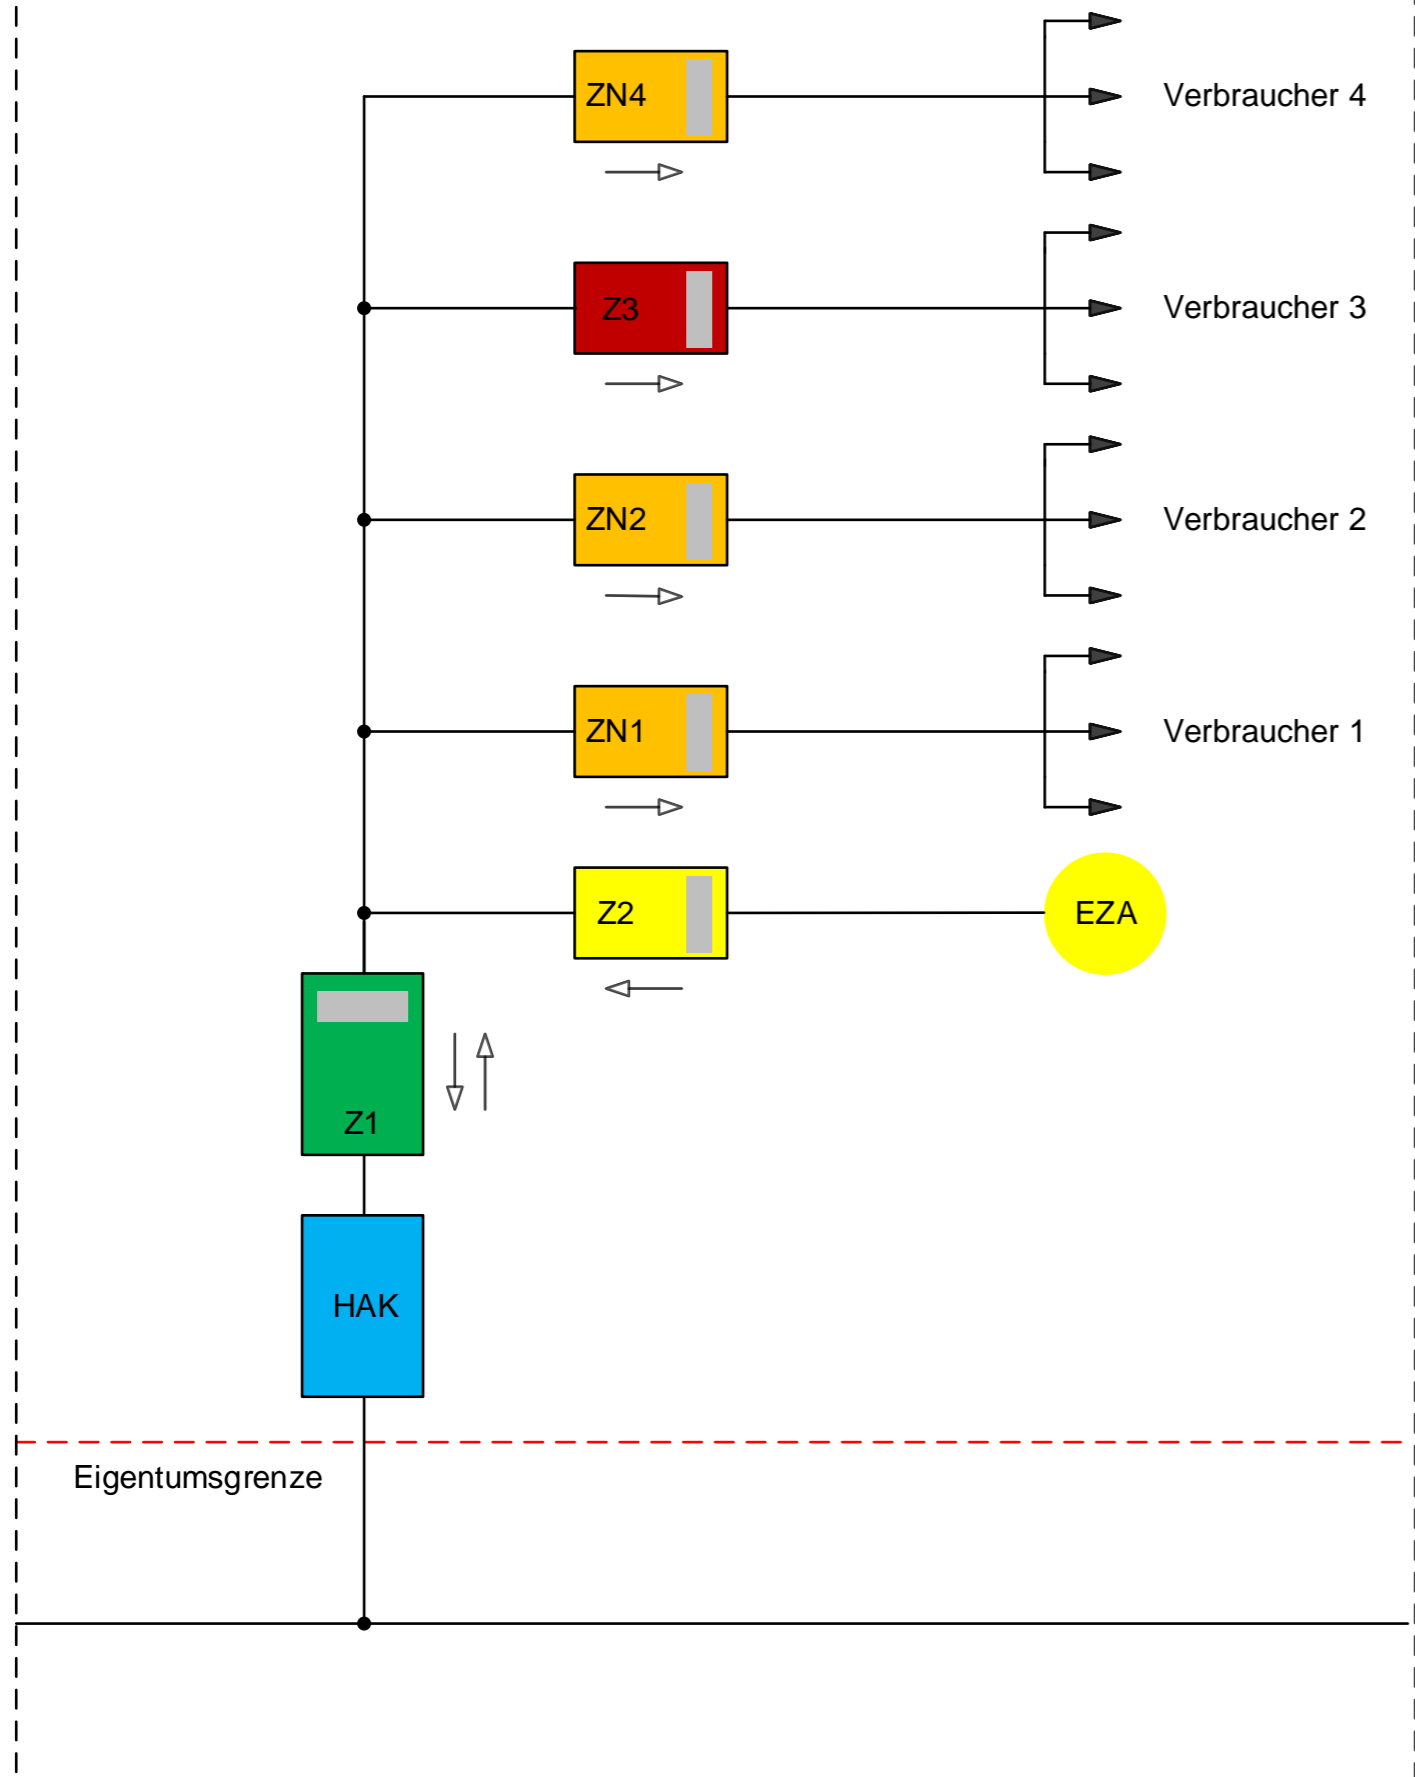 ZN4
Verbraucher 4
Z3
Verbraucher 3
ZN2
Verbraucher 2
ZN1
Verbraucher 1
Z2
EZA
Z1
HAK
Eigentumsgrenze